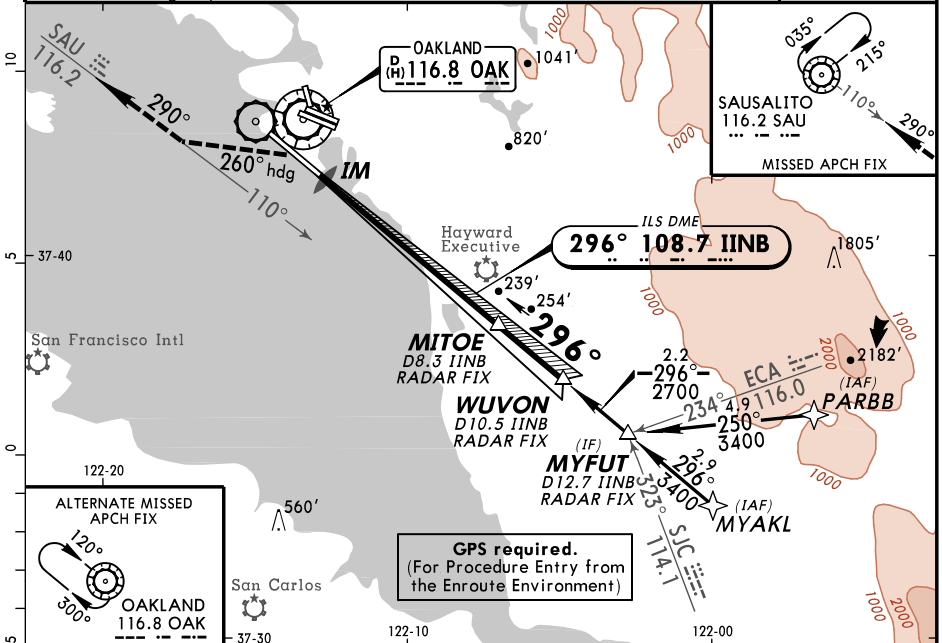 10
5
5
SAU
116.2
290°
260° hdg
110°
IM
OAKLAND
D
(H) 116.8 OAK
1000
1041'
820'
1000
035°
215°
110°
290°
SAUSALITO
116.2 SAU
MISSED APCH FIX
37-40
Hayward
Executive
ILS DME
296° 108.7 IINB
1805'
1000
1000
239'
254'
296°
San Francisco Intl
MITOE
D8.3 IINB
RADAR FIX
2.2
296°
2700
ECA
116.0
234°
2000
2182'
(IAF)
PARBB
4.9
250°
3400
WUVON
D10.5 IINB
RADAR FIX
(IF)
MYFUT
D12.7 IINB
RADAR FIX
2.9
296°
3400
1000
(IAF)
MYAKL
323°
SJC
114.1
122-20
ALTERNATE MISSED
APCH FIX
120°
300°
OAKLAND
116.8 OAK
560'
San Carlos
GPS required.
(For Procedure Entry from
the Enroute Environment)
1000
2000
37-30
122-10
122-00